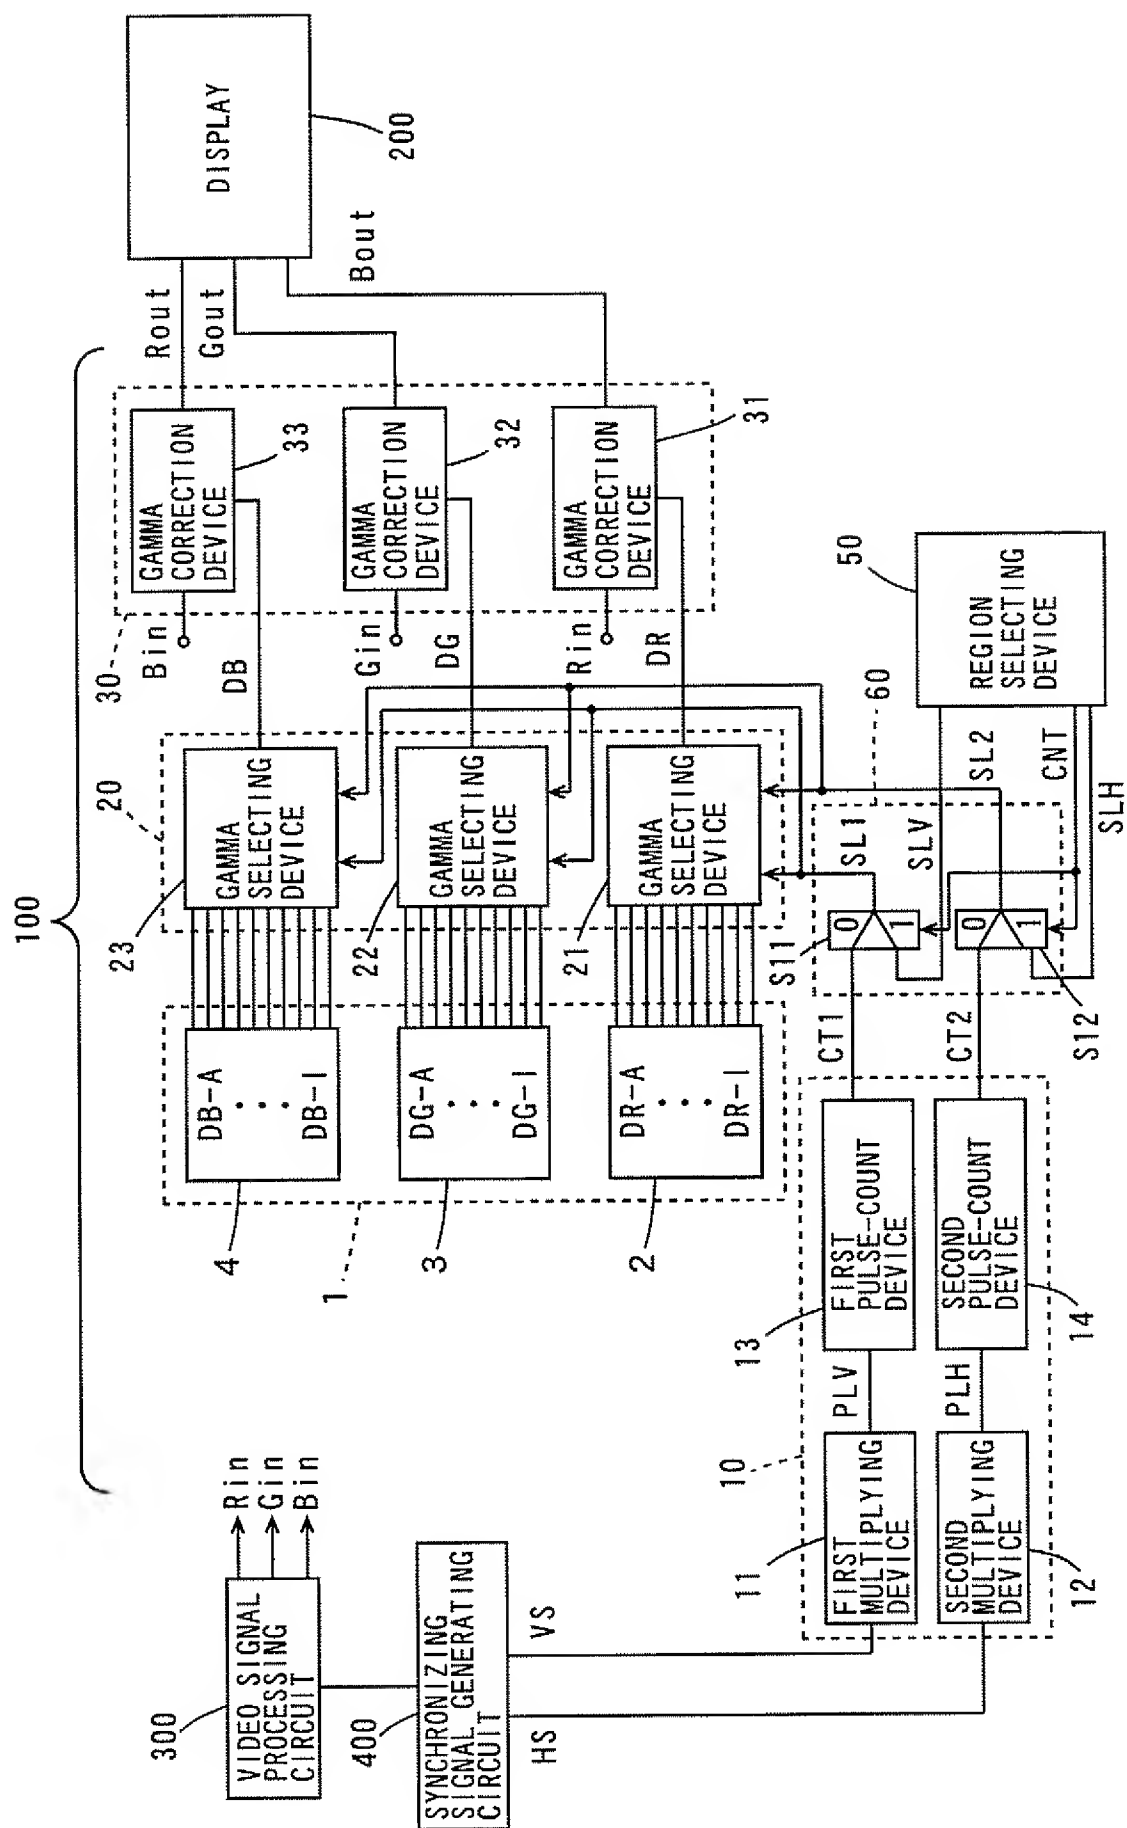 100
300
VIDEO SIGNAL
PROCESSING
CIRCUIT
Rin
Gin
Bin
400
SYNCHRONIZING
SIGNAL GENERATING
CIRCUIT
VS
HS
4
DB-A
DB-I
3
DG-A
DG-I
2
DR-A
DR-I
1
23
20
GAMMA
SELECTING
DEVICE
22
GAMMA
SELECTING
DEVICE
21
GAMMA
SELECTING
DEVICE
30
Bin
DB
Gin
DG
Rin
DR
GAMMA
CORRECTION
DEVICE
33
GAMMA
CORRECTION
DEVICE
32
GAMMA
CORRECTION
DEVICE
31
Rout
Gout
Bout
DISPLAY
200
10
11
FIRST
MULTIPLYING
DEVICE
SECOND
MULTIPLYING
DEVICE
12
PLV
PLH
13
FIRST
PULSE-COUNT
DEVICE
SECOND
PULSE-COUNT
DEVICE
14
CT1
CT2
S11
0
1
0
1
S12
SL1
SLV
SL2
CNT
SLH
60
50
REGION
SELECTING
DEVICE